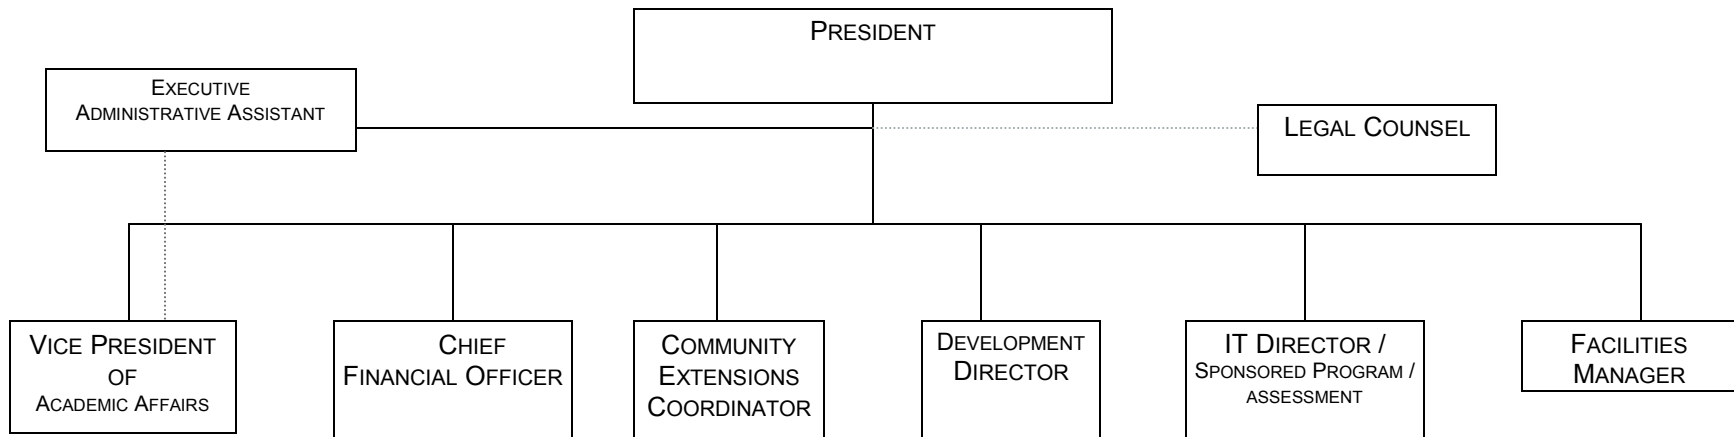 PRESIDENT
EXECUTIVE
ADMINISTRATIVE ASSISTANT
LEGAL COUNSEL
VICE PRESIDENT
OF
ACADEMIC AFFAIRS
CHIEF
FINANCIAL OFFICER
COMMUNITY
EXTENSIONS
COORDINATOR
DEVELOPMENT
DIRECTOR
IT DIRECTOR /
SPONSORED PROGRAM /
ASSESSMENT
FACILITIES
MANAGER